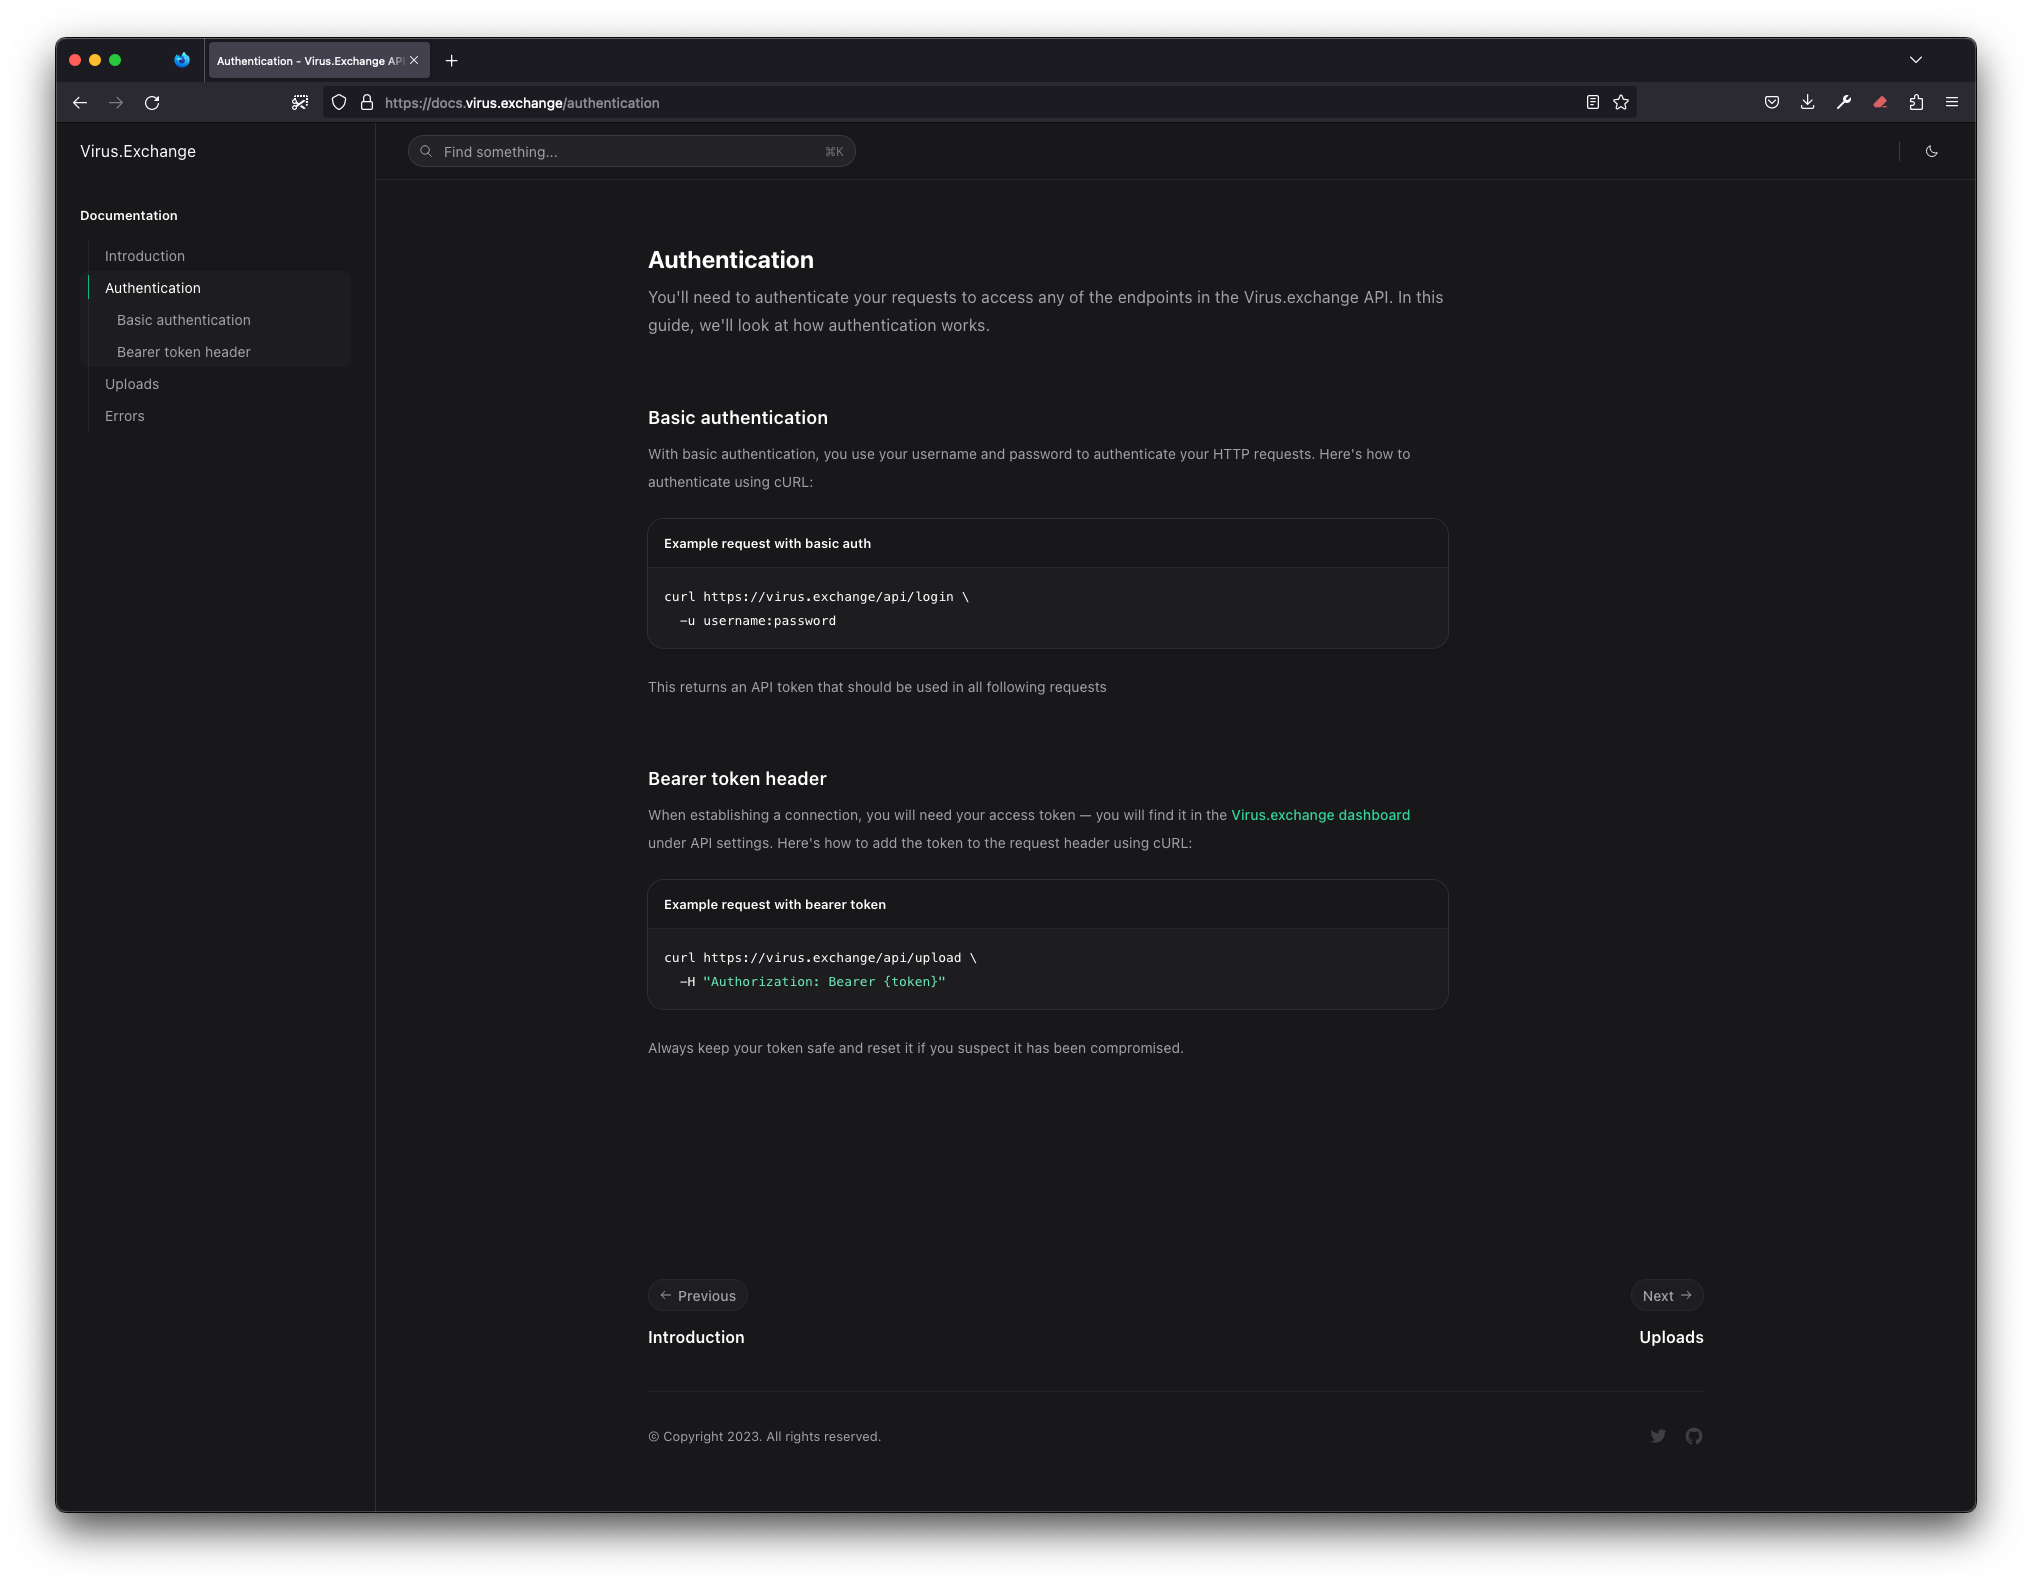 Authentication - Virus.Exchange API
https://docs.virus.exchange/authentication
Virus.Exchange
Find something...
⌘K
Documentation
Introduction
Authentication
Basic authentication
Bearer token header
Uploads
Errors
Authentication
You'll need to authenticate your requests to access any of the endpoints in the Virus.exchange API. In this
guide, we'll look at how authentication works.
Basic authentication
With basic authentication, you use your username and password to authenticate your HTTP requests. Here's how to
authenticate using cURL:
Example request with basic auth
curl https://virus.exchange/api/login \
  -u username:password
This returns an API token that should be used in all following requests
Bearer token header
When establishing a connection, you will need your access token — you will find it in the Virus.exchange dashboard
under API settings. Here's how to add the token to the request header using cURL:
Example request with bearer token
curl https://virus.exchange/api/upload \
  -H "Authorization: Bearer {token}"
Always keep your token safe and reset it if you suspect it has been compromised.
← Previous
Next →
Introduction
Uploads
© Copyright 2023. All rights reserved.